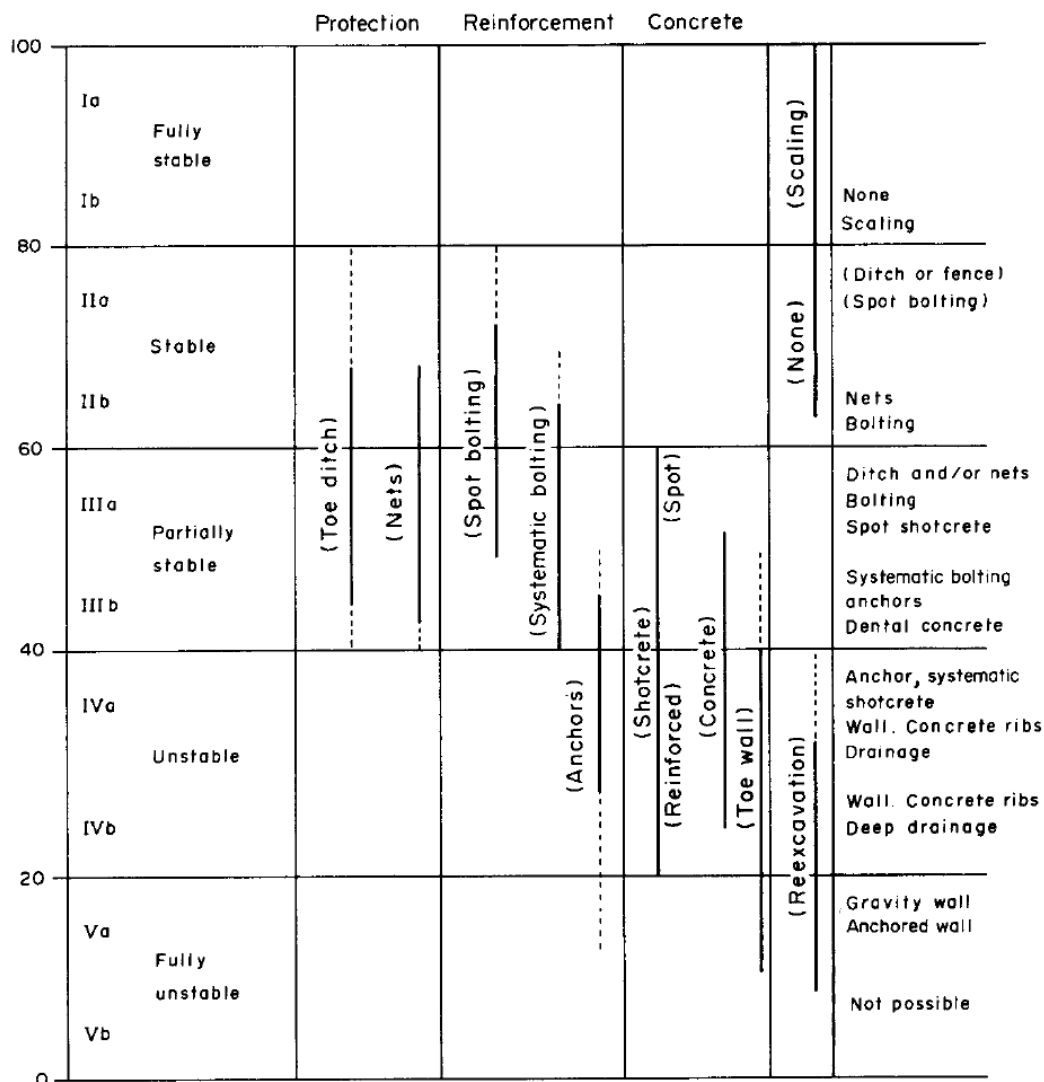 Protection Reinforcement Concrete
100
Ia
Fully
stable
Ib
80
IIa
Stable
IIb
60
IIIa
Partially
stable
IIIb
40
IVa
Unstable
IVb
20
Va
Fully
unstable
Vb
0
(Toe ditch)
(Nets)
(Spot bolting)
(Systematic bolting)
(Anchors)
(Shotcrete)
(Spot)
(Reinforced)
(Concrete)
(Toe wall)
(Scaling)
(None)
(Reexcavation)
None
Scaling
(Ditch or fence)
(Spot bolting)
Nets
Bolting
Ditch and/or nets
Bolting
Spot shotcrete
Systematic bolting
anchors
Dental concrete
Anchor, systematic
shotcrete
Wall. Concrete ribs
Drainage
Wall. Concrete ribs
Deep drainage
Gravity wall
Anchored wall
Not possible